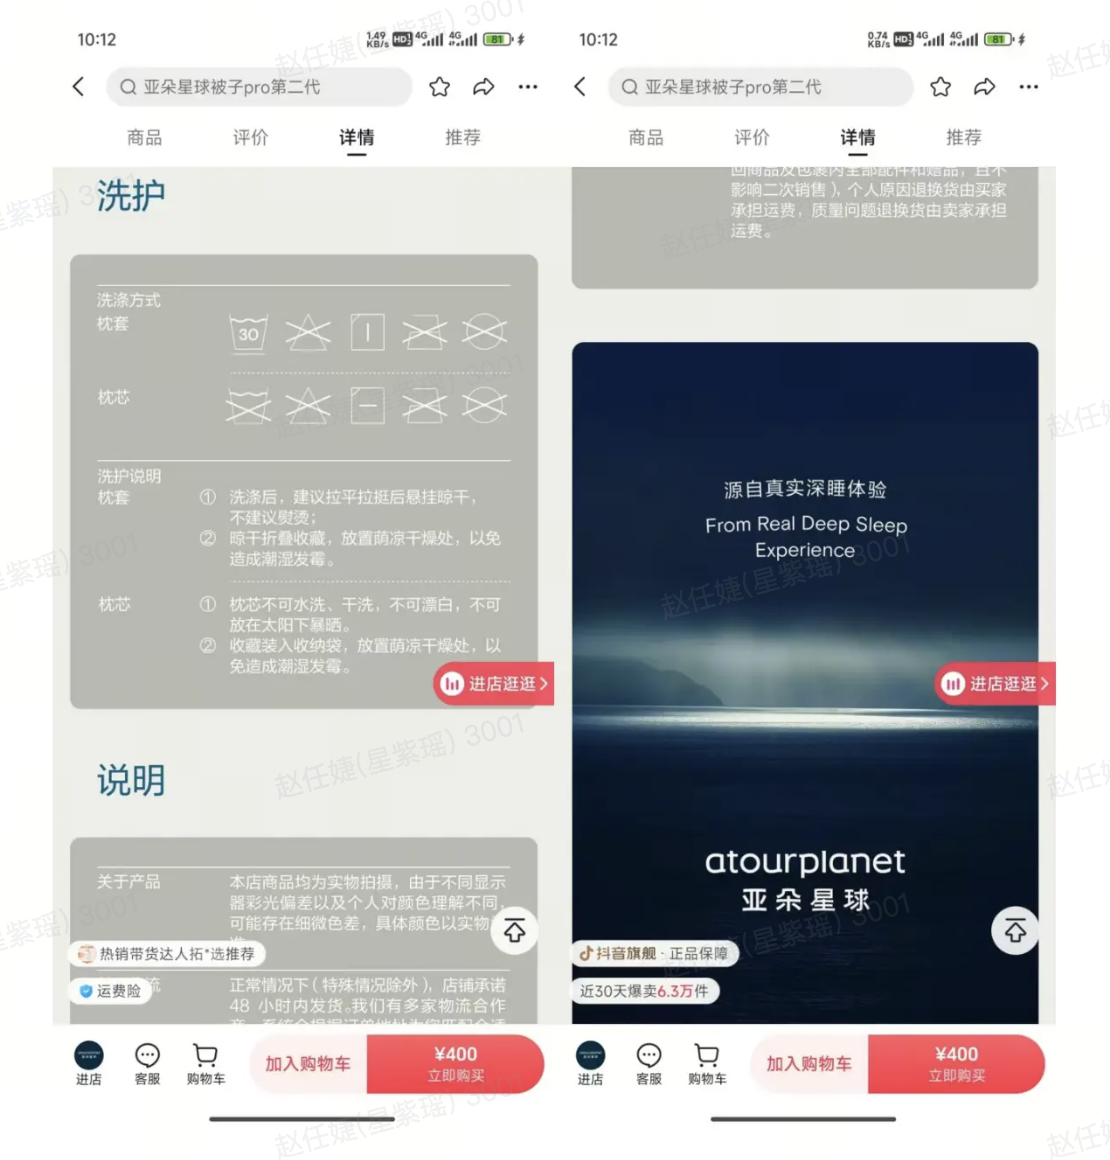 10:12
1.49 KB/s HD 4G 4G 81
亚朵星球被子pro第二代
商品 评价 详情 推荐
洗护
洗涤方式
枕套
30
枕芯
洗护说明
枕套
① 洗涤后，建议拉平拉挺后悬挂晾干，
不建议熨烫；
② 晾干折叠收藏，放置荫凉干燥处，以免
造成潮湿发霉。
枕芯
① 枕芯不可水洗、干洗，不可漂白，不可
放在太阳下暴晒。
② 收藏装入收纳袋，放置荫凉干燥处，以
免造成潮湿发霉。
进店逛逛
说明
关于产品
本店商品均为实物拍摄，由于不同显示
器彩光偏差以及个人对颜色理解不同，
可能存在细微色差，具体颜色以实物
热销带货达人拓*选推荐
流
正常情况下（特殊情况除外），店铺承诺
48 小时内发货。我们有多家物流合作
运费险
进店 客服 购物车
加入购物车
¥400
立即购买
10:12
0.74 KB/s HD 4G 4G 81
亚朵星球被子pro第二代
商品 评价 详情 推荐
回商品及包装内全部配件和赠品，且不
影响二次销售），个人原因退换货由买家
承担运费，质量问题退换货由卖家承担
运费。
源自真实深睡体验
From Real Deep Sleep
Experience
进店逛逛
atourplanet
亚朵星球
抖音旗舰 · 正品保障
近30天爆卖6.3万件
进店 客服 购物车
加入购物车
¥400
立即购买
赵任婕(星紫瑶) 3001